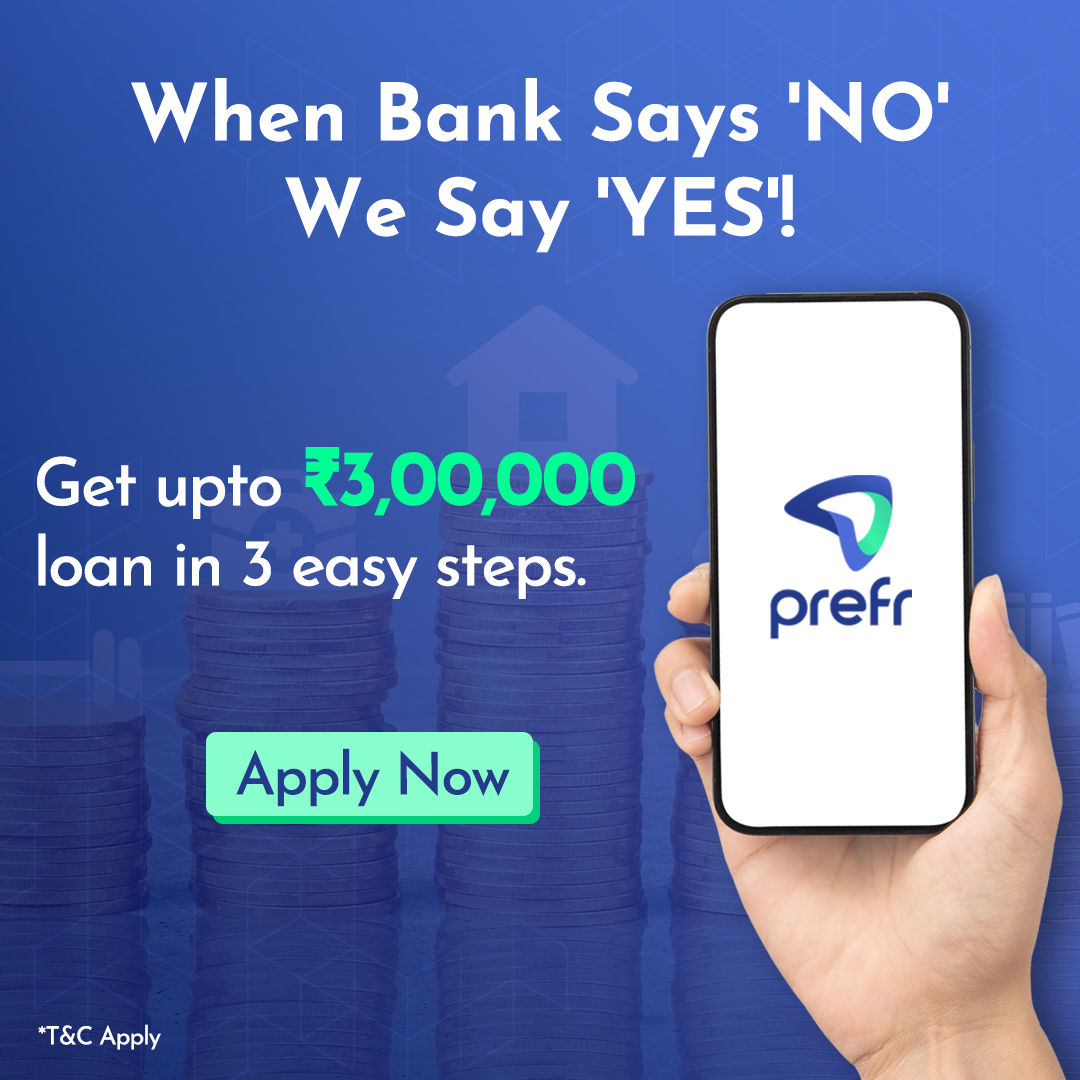 When Bank Says 'NO'
We Say 'YES'!
Get upto ₹3,00,000
loan in 3 easy steps.
prefr
Apply Now
*T&C Apply